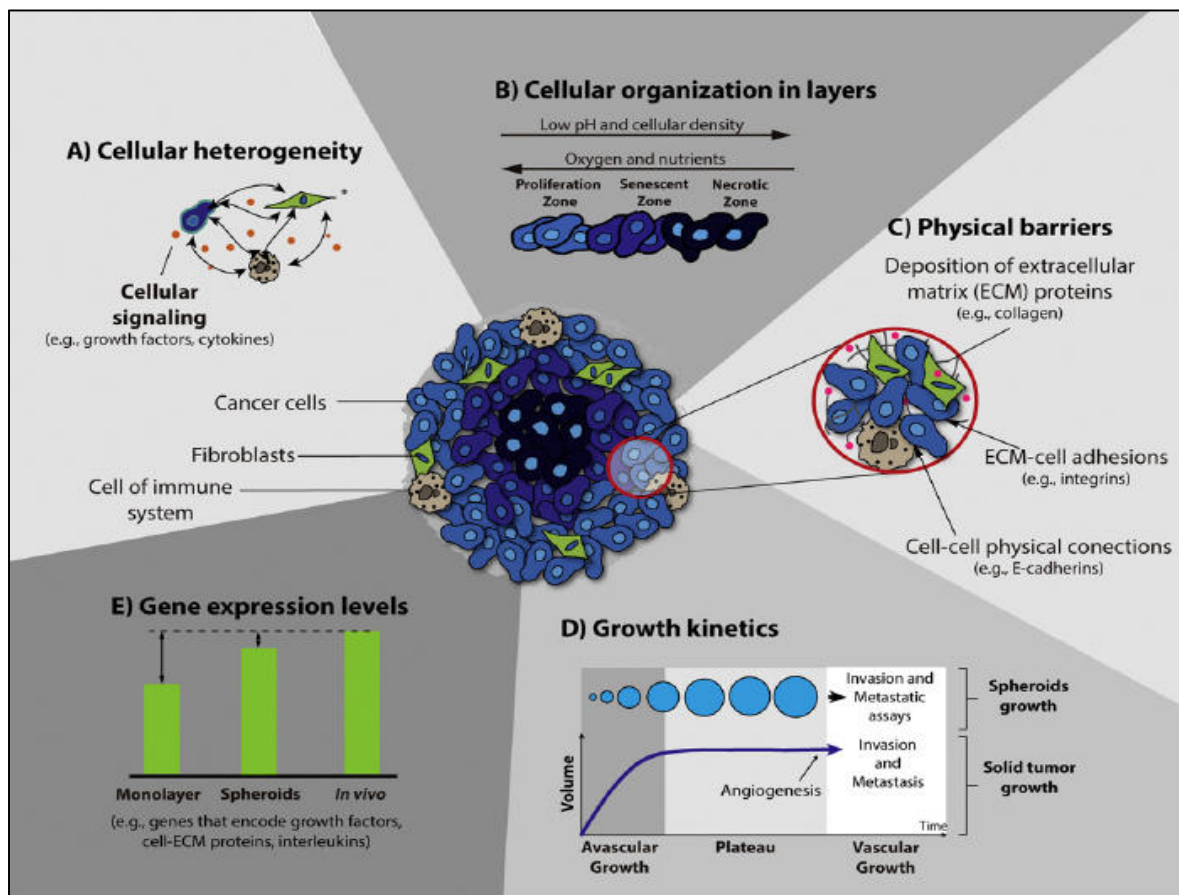 B) Cellular organization in layers
Low pH and cellular density
Oxygen and nutrients
Proliferation
Zone
Senescent
Zone
Necrotic
Zone
A) Cellular heterogeneity
Cellular
signaling
(e.g., growth factors, cytokines)
C) Physical barriers
Deposition of extracellular
matrix (ECM) proteins
(e.g., collagen)
ECM-cell adhesions
(e.g., integrins)
Cell-cell physical conections
(e.g., E-cadherins)
Cancer cells
Fibroblasts
Cell of immune
system
E) Gene expression levels
Monolayer
Spheroids
In vivo
(e.g., genes that encode growth factors,
cell-ECM proteins, interleukins)
D) Growth kinetics
Invasion and
Metastatic
assays
Spheroids
growth
Volume
Angiogenesis
Invasion
and
Metastasis
Solid tumor
growth
Time
Avascular
Growth
Plateau
Vascular
Growth